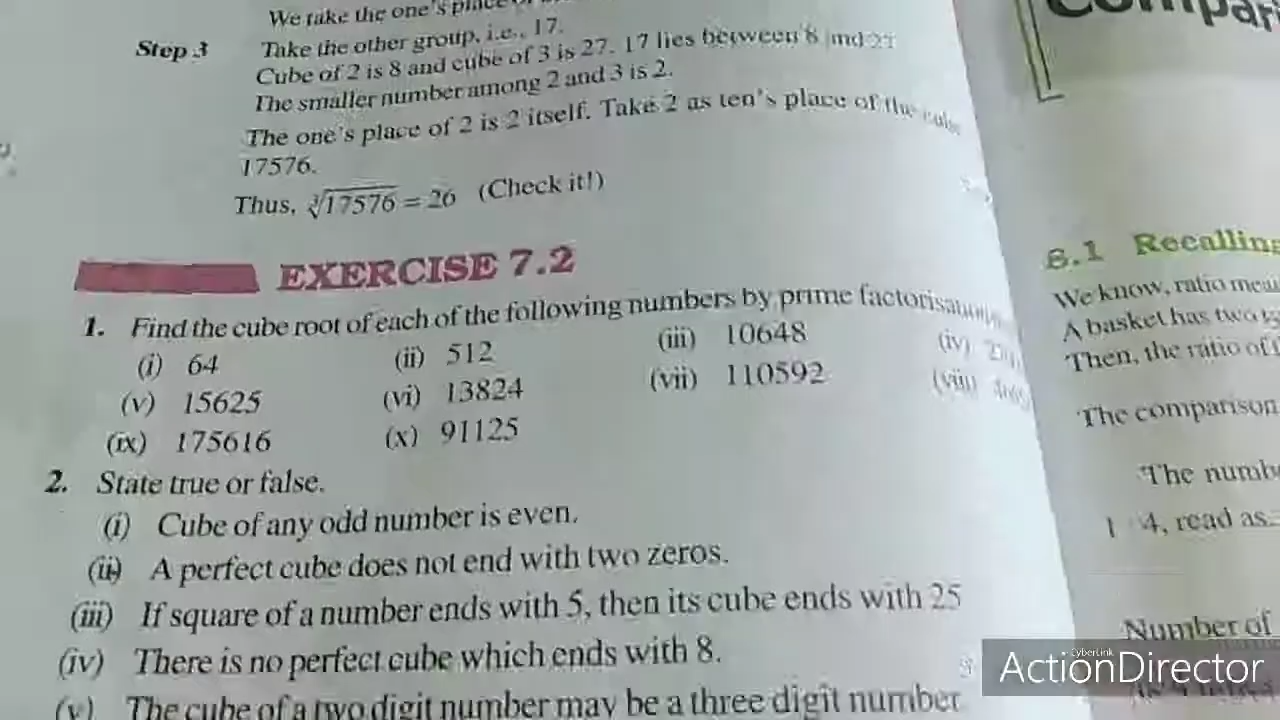 We take the one's place
Step 3 Take the other group, i.e., 17.
Cube of 2 is 8 and cube of 3 is 27. 17 lies between 8 and 27
The smaller number among 2 and 3 is 2.
The one's place of 2 is 2 itself. Take 2 as ten's place of the cube
17576.
Thus, ∛17576 = 26 (Check it!)
EXERCISE 7.2
1. Find the cube root of each of the following numbers by prime factorisation
(i) 64 (ii) 512 (iii) 10648 (iv)
(v) 15625 (vi) 13824 (vii) 110592 (viii)
(ix) 175616 (x) 91125
2. State true or false.
(i) Cube of any odd number is even.
(ii) A perfect cube does not end with two zeros.
(iii) If square of a number ends with 5, then its cube ends with 25
(iv) There is no perfect cube which ends with 8.
(v) The cube of a two digit number may be a three digit number
8.1 Recalling
We know, ratio
A basket has two
Then, the ratio of
The comparison
The
1 4, read as
Number of
CyberLink
ActionDirector